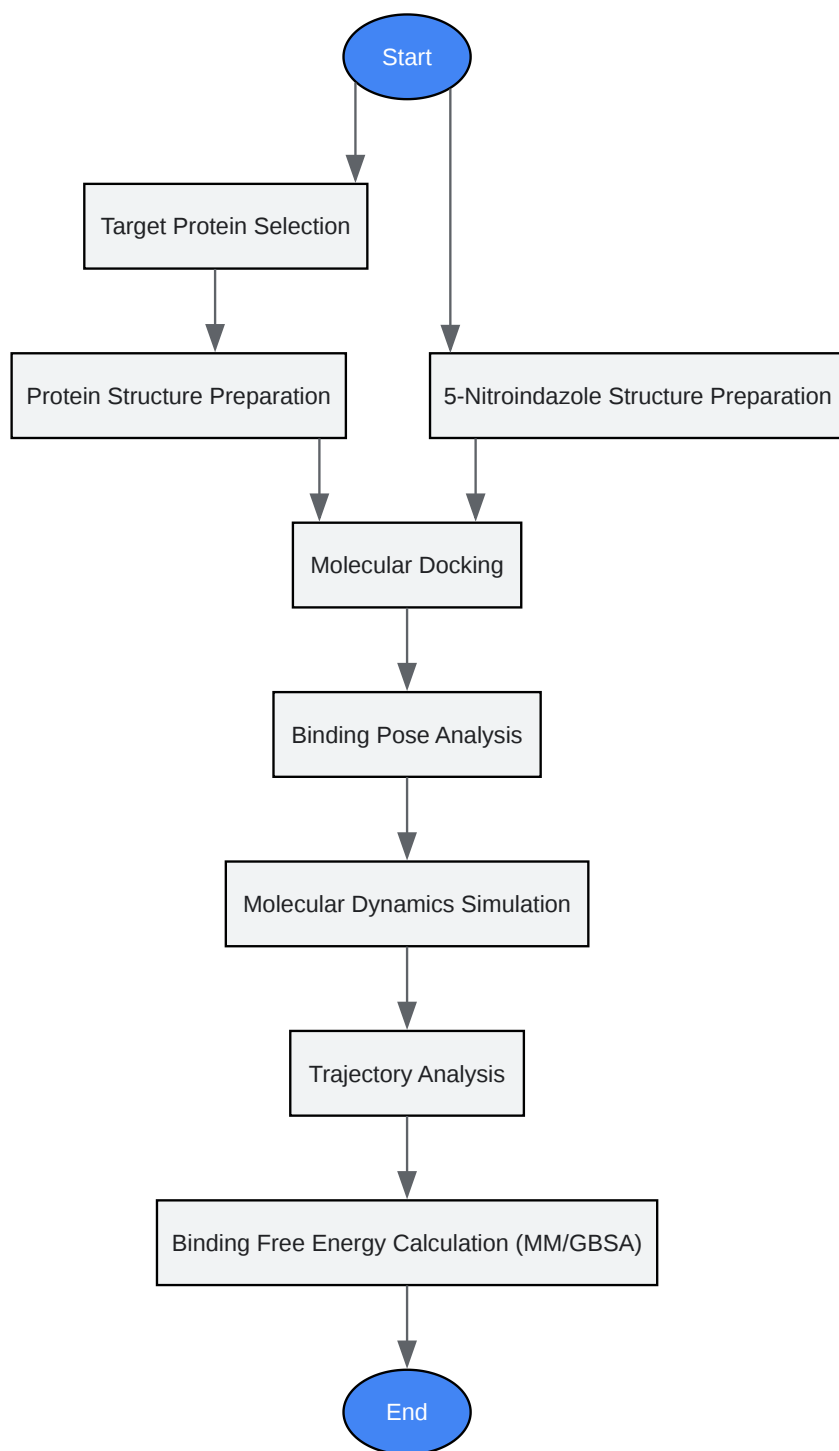 Start
Target Protein Selection
Protein Structure Preparation
5-Nitroindazole Structure Preparation
Molecular Docking
Binding Pose Analysis
Molecular Dynamics Simulation
Trajectory Analysis
Binding Free Energy Calculation (MM/GBSA)
End